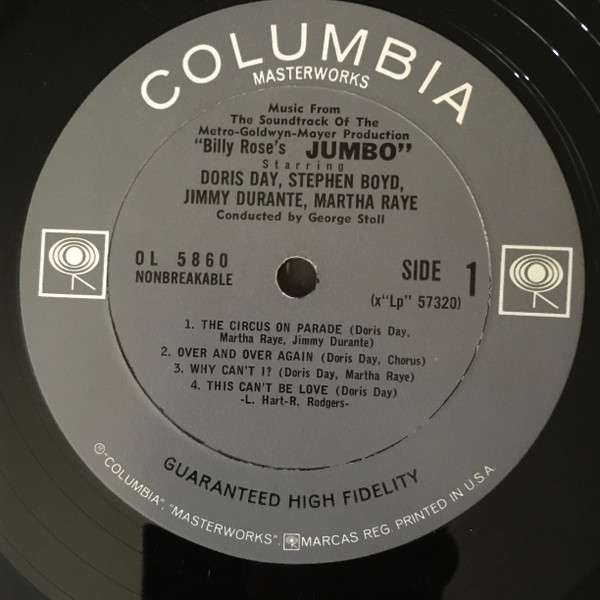 COLUMBIA
MASTERWORKS
Music From
The Soundtrack Of The
Metro-Goldwyn-Mayer Production
"Billy Rose's JUMBO"
Starring
DORIS DAY, STEPHEN BOYD,
JIMMY DURANTE, MARTHA RAYE
Conducted by George Stoll
OL 5860
NONBREAKABLE
SIDE 1
(x"Lp" 57320)
1. THE CIRCUS ON PARADE (Doris Day,
Martha Raye, Jimmy Durante)
2. OVER AND OVER AGAIN (Doris Day, Chorus)
3. WHY CAN'T I? (Doris Day, Martha Raye)
4. THIS CAN'T BE LOVE (Doris Day)
-L. Hart-R. Rodgers-
GUARANTEED HIGH FIDELITY
℗"COLUMBIA", "MASTERWORKS", MARCAS REG. PRINTED IN U.S.A.